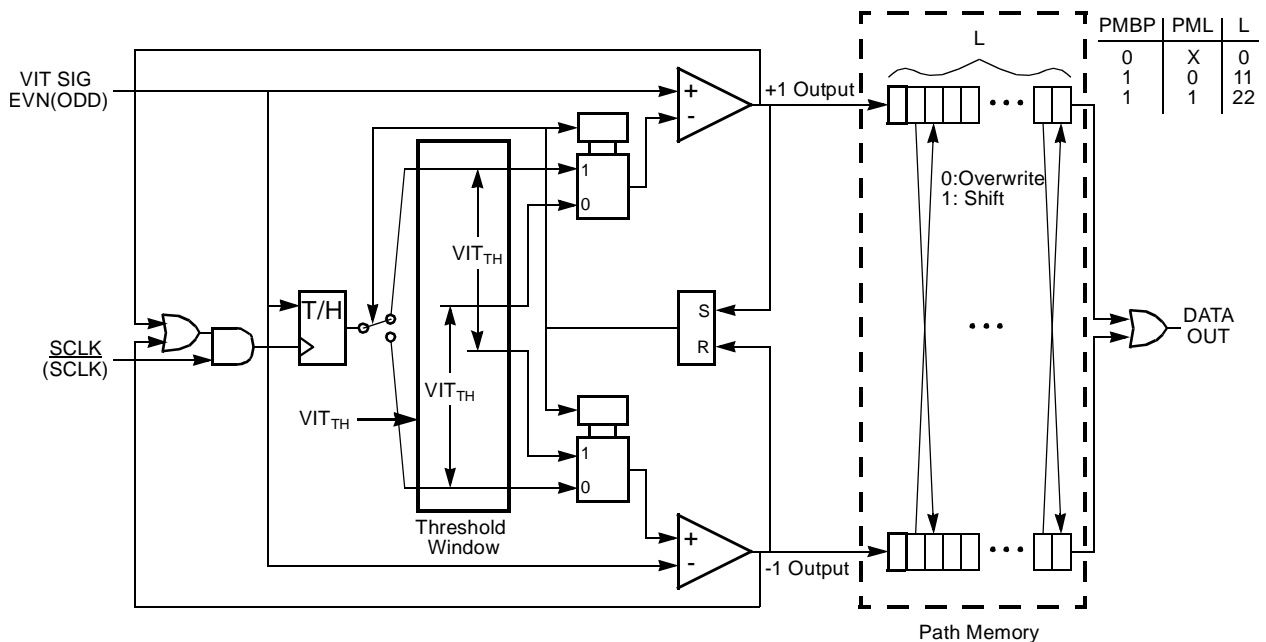 PMBP PML L
0 X 0
1 0 11
1 1 22
L
VIT SIG
EVN(ODD)
+
-
+1 Output
1
0
0:Overwrite
1: Shift
VIT_TH
T/H
S
R
DATA
OUT
SCLK
(SCLK)
VIT_TH
VIT_TH
1
0
Threshold
Window
+
-
-1 Output
Path Memory